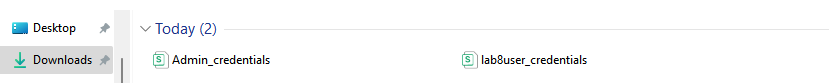 Desktop
Today (2)
Downloads
Admin_credentials
lab8user_credentials